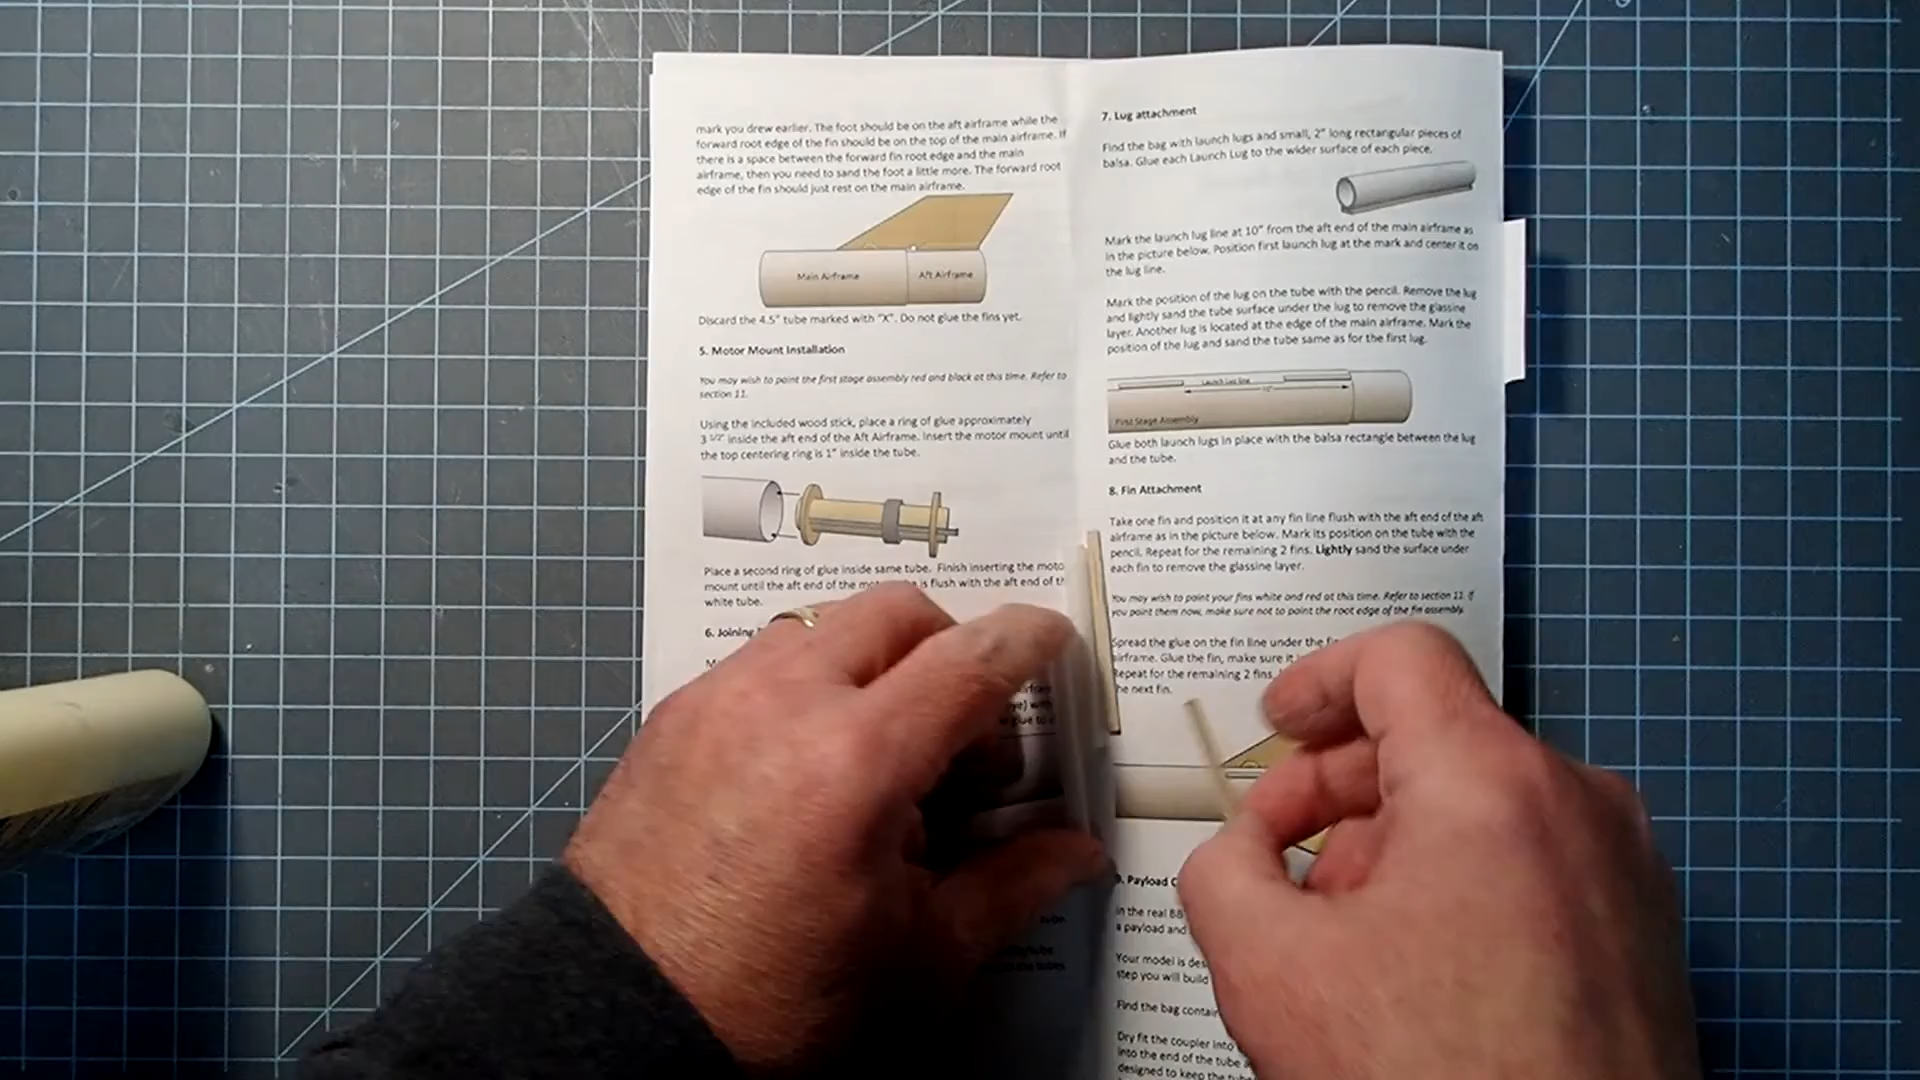 mark you drew earlier. The foot should be on the aft airframe while the
forward root edge of the fin should be on the top of the main airframe. If
there is a space between the forward fin root edge and the main
airframe, then you need to sand the foot a little more. The forward root
edge of the fin should just rest on the main airframe.
Main Airframe
Aft Airframe
Discard the 4.5" tube marked with "X". Do not glue the fins yet.
5. Motor Mount Installation
You may wish to paint the first stage assembly red and black at this time. Refer to
section 11.
Using the included wood stick, place a ring of glue approximately
3 1/2" inside the aft end of the Aft Airframe. Insert the motor mount until
the top centering ring is 1" inside the tube.
Place a second ring of glue inside same tube. Finish inserting the moto
mount until the aft end of the is flush with the aft end of th
white tube.
6. Joining
7. Lug attachment
Find the bag with launch lugs and small, 2" long rectangular pieces of
balsa. Glue each Launch Lug to the wider surface of each piece.
Mark the launch lug line at 10" from the aft end of the main airframe as
in the picture below. Position first launch lug at the mark and center it on
the lug line.
Mark the position of the lug on the tube with the pencil. Remove the lug
and lightly sand the tube surface under the lug to remove the glassine
layer. Another lug is located at the edge of the main airframe. Mark the
position of the lug and sand the tube same as for the first lug.
Launch Lug line
10"
First Stage Assembly
Glue both launch lugs in place with the balsa rectangle between the lug
and the tube.
8. Fin Attachment
Take one fin and position it at any fin line flush with the aft end of the aft
airframe as in the picture below. Mark its position on the tube with the
pencil. Repeat for the remaining 2 fins. Lightly sand the surface under
each fin to remove the glassine layer.
You may wish to paint your fins white and red at this time. Refer to section 11. If
you paint them now, make sure not to paint the root edge of the fin assembly.
Spread the glue on the fin line under the
airframe. Glue the fin, make sure it
Repeat for the remaining 2 fins.
he next fin.
9. Payload
In the real
a payload and
Your model is
step you will build
Find the bag
Dry fit the coupler into
into the end of the tube
designed to keep the